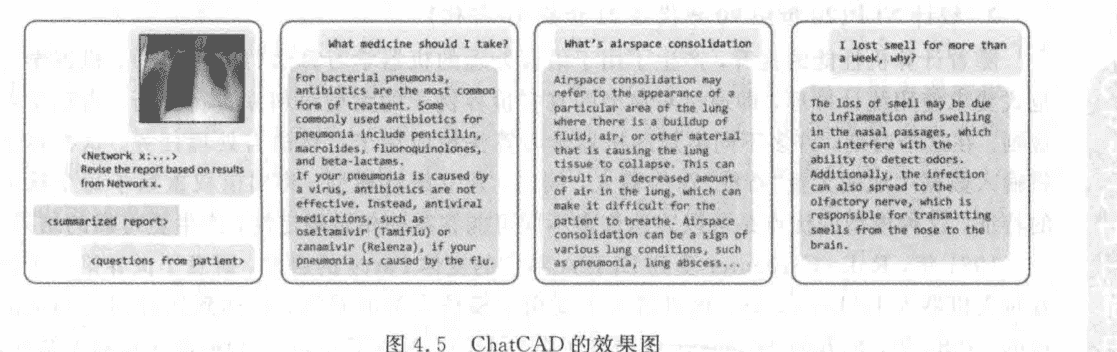 <Network x:...>
Revise the report based on results
from Network x.
<summarized report>
<questions from patient>
What medicine should I take?
For bacterial pneumonia,
antibiotics are the most common
form of treatment. Some
commonly used antibiotics for
pneumonia include penicillin,
macrolides, fluoroquinolones,
and beta-lactams.
If your pneumonia is caused by
a virus, antibiotics are not
effective. Instead, antiviral
medications, such as
oseltamivir (Tamiflu) or
zanamivir (Relenza), if your
pneumonia is caused by the flu.
What's airspace consolidation
Airspace consolidation may
refer to the appearance of a
particular area of the lung
where there is a buildup of
fluid, air, or other material
that is causing the lung
tissue to collapse. This can
result in a decreased amount
of air in the lung, which can
make it difficult for the
patient to breathe. Airspace
consolidation can be a sign of
various lung conditions, such
as pneumonia, lung abscess...
I lost smell for more than
a week, why?
The loss of smell may be due
to inflammation and swelling
in the nasal passages, which
can interfere with the
ability to detect odors.
Additionally, the infection
can also spread to the
olfactory nerve, which is
responsible for transmitting
smells from the nose to the
brain.
图 4.5 ChatCAD 的效果图